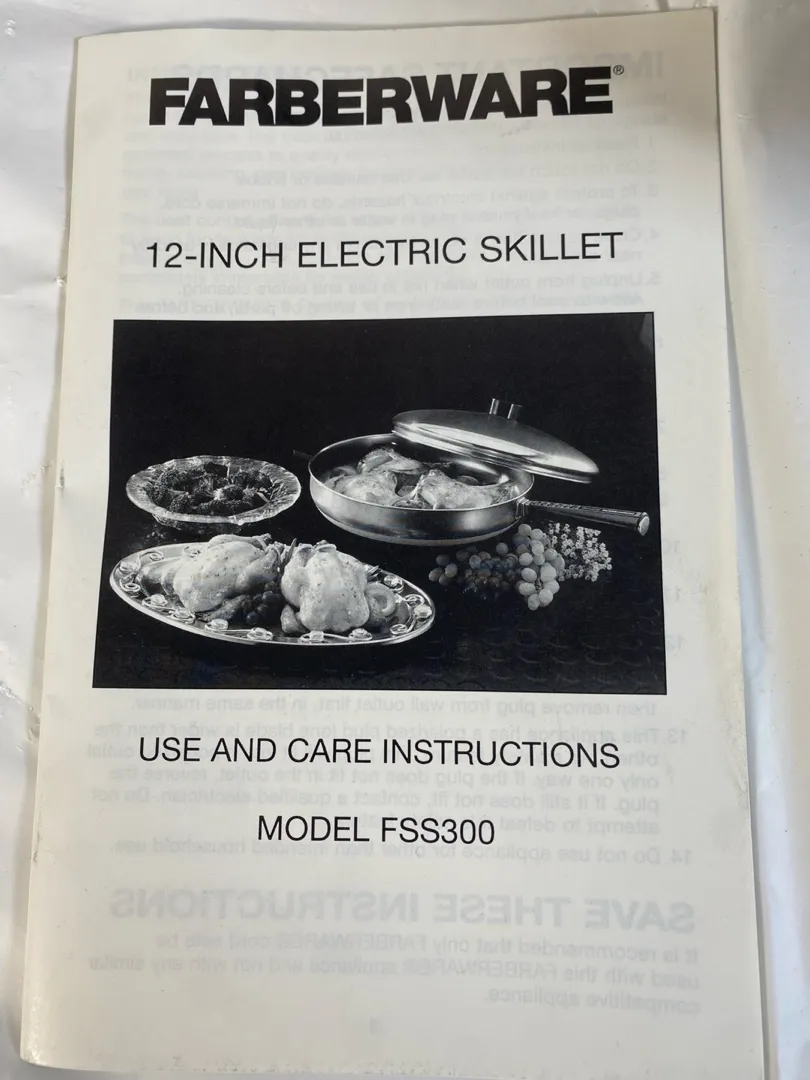 FARBERWARE®
12-INCH ELECTRIC SKILLET
USE AND CARE INSTRUCTIONS
MODEL FSS300